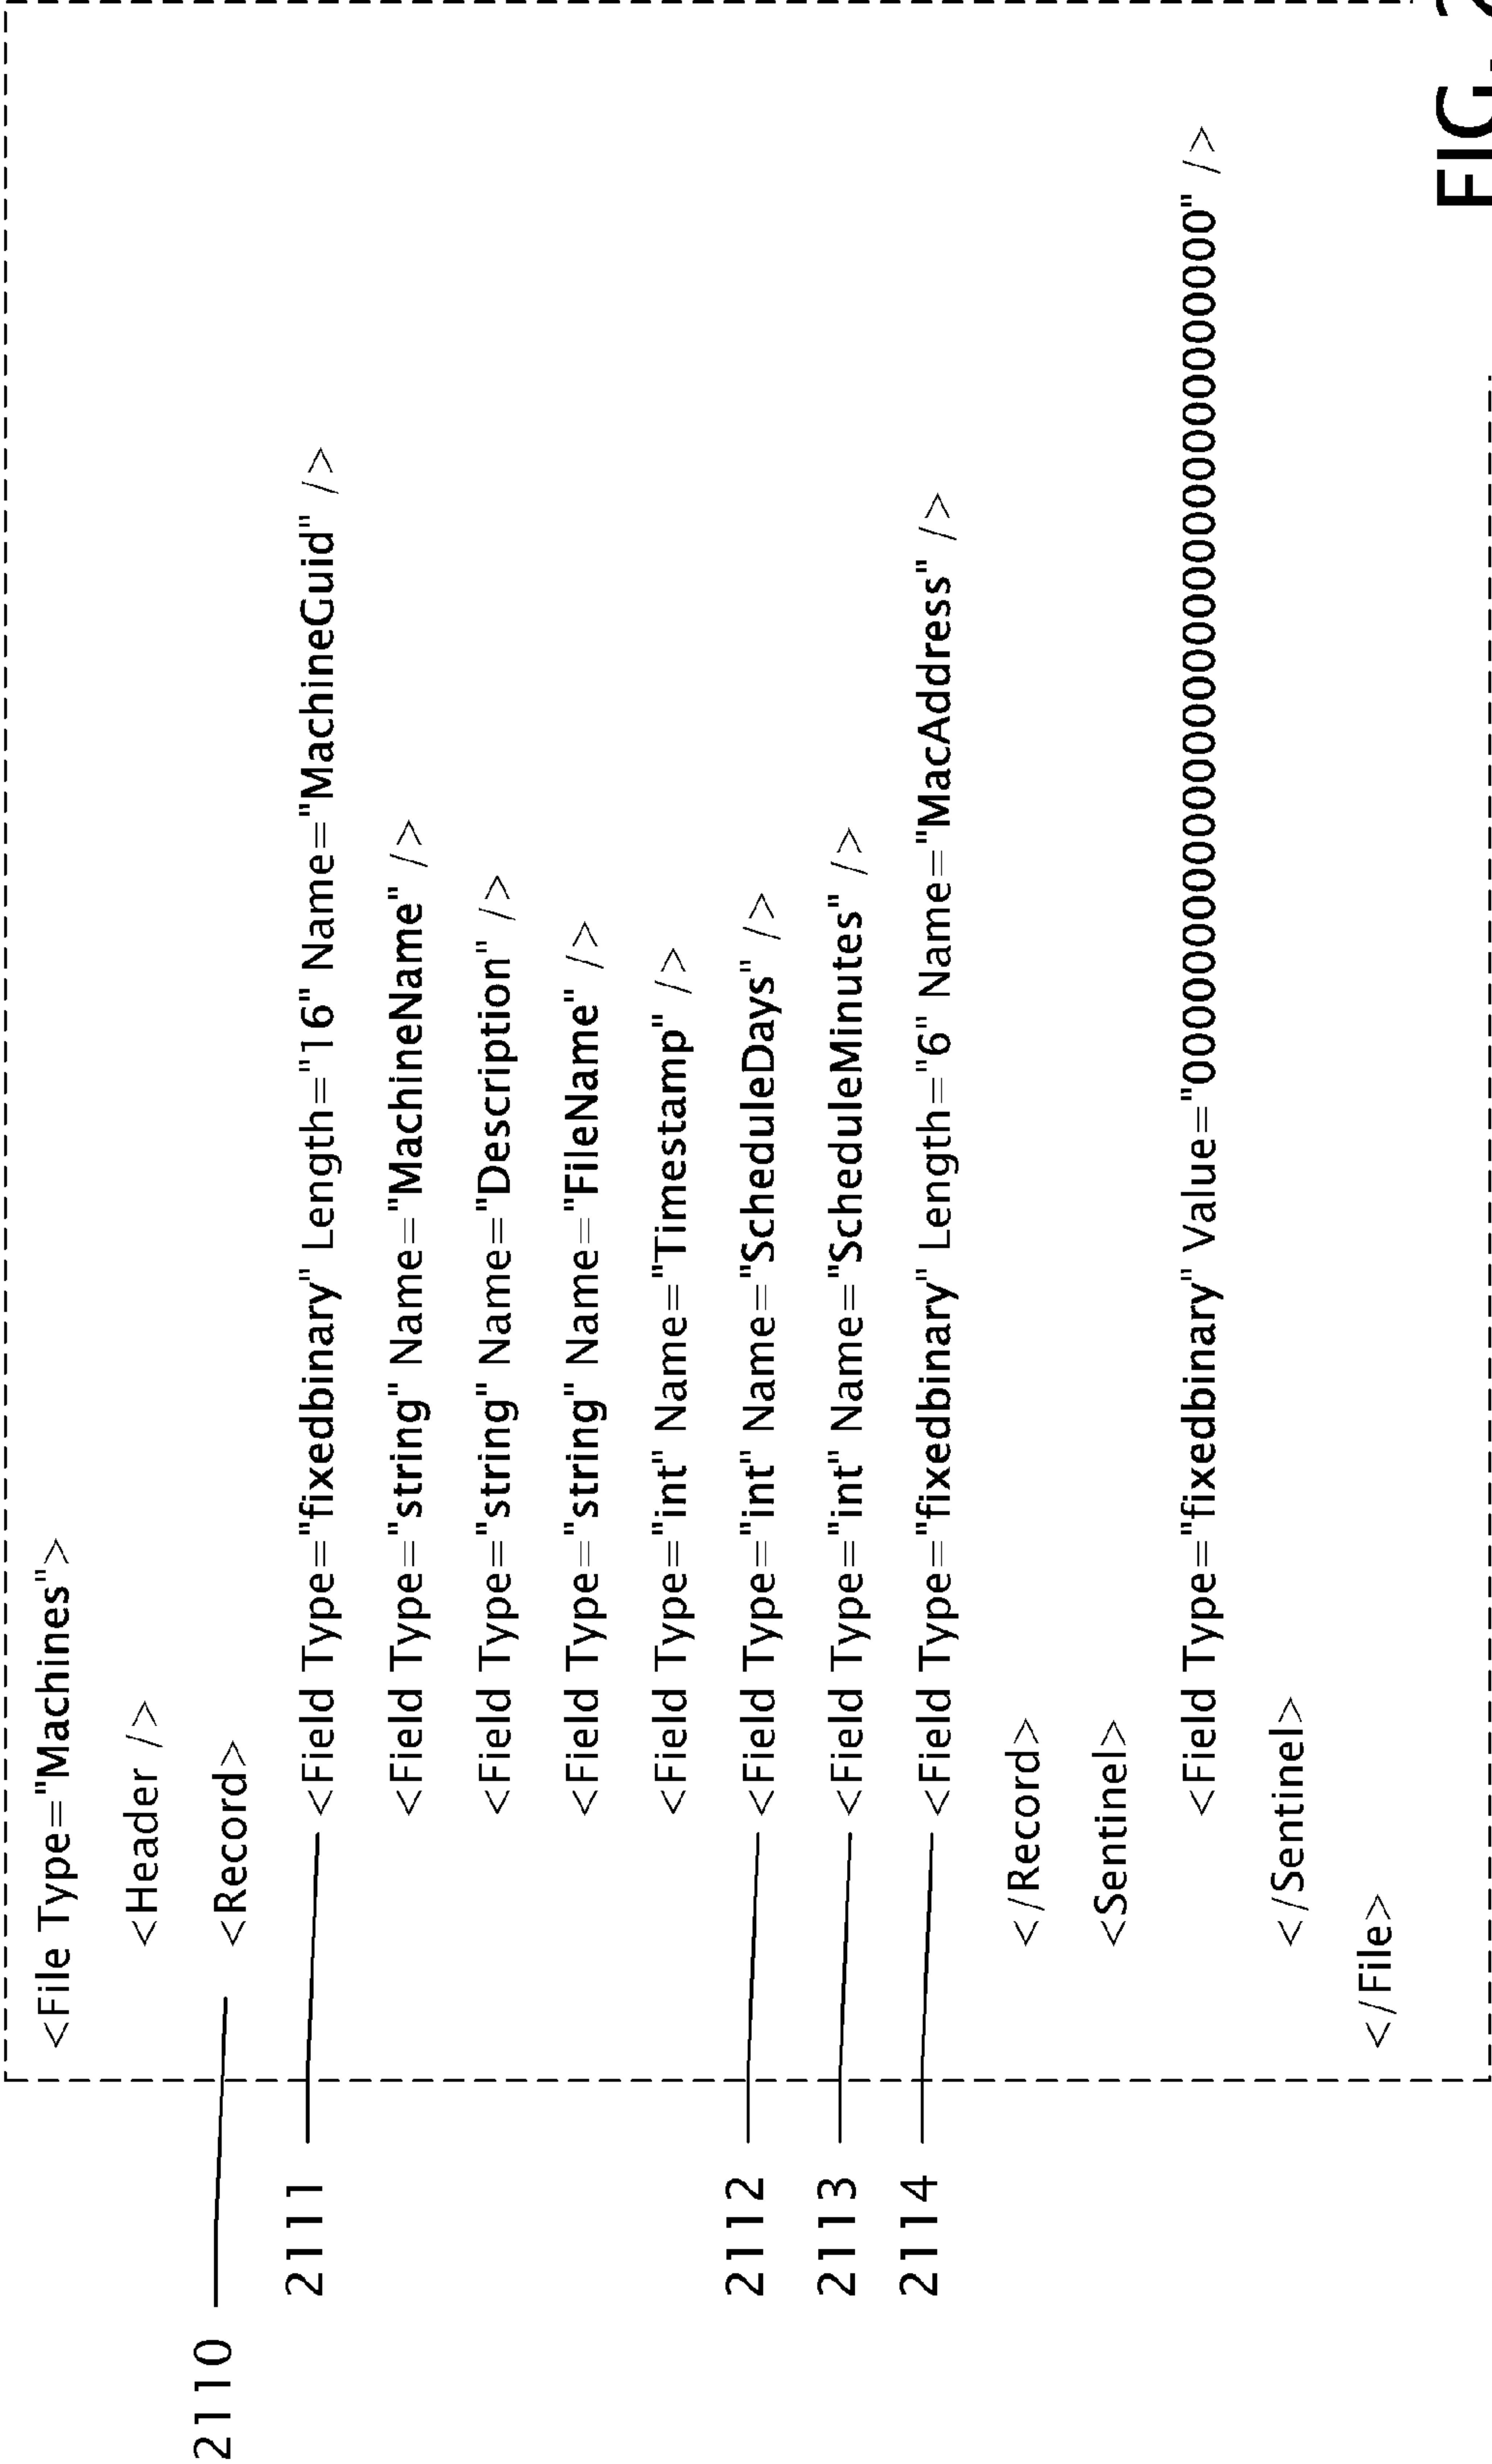 <File Type="Machines">
<Header />
2110 <Record>
2111 <Field Type="fixedbinary" Length="16" Name="MachineGuid" />
<Field Type="string" Name="MachineName" />
<Field Type="string" Name="Description" />
<Field Type="string" Name="FileName" />
<Field Type="int" Name="Timestamp" />
2112 <Field Type="int" Name="ScheduleDays" />
2113 <Field Type="int" Name="ScheduleMinutes" />
2114 <Field Type="fixedbinary" Length="6" Name="MacAddress" />
</Record>
<Sentinel>
<Field Type="fixedbinary" Value="00000000000000000000000000000000" />
</Sentinel>
</File>
FIG.